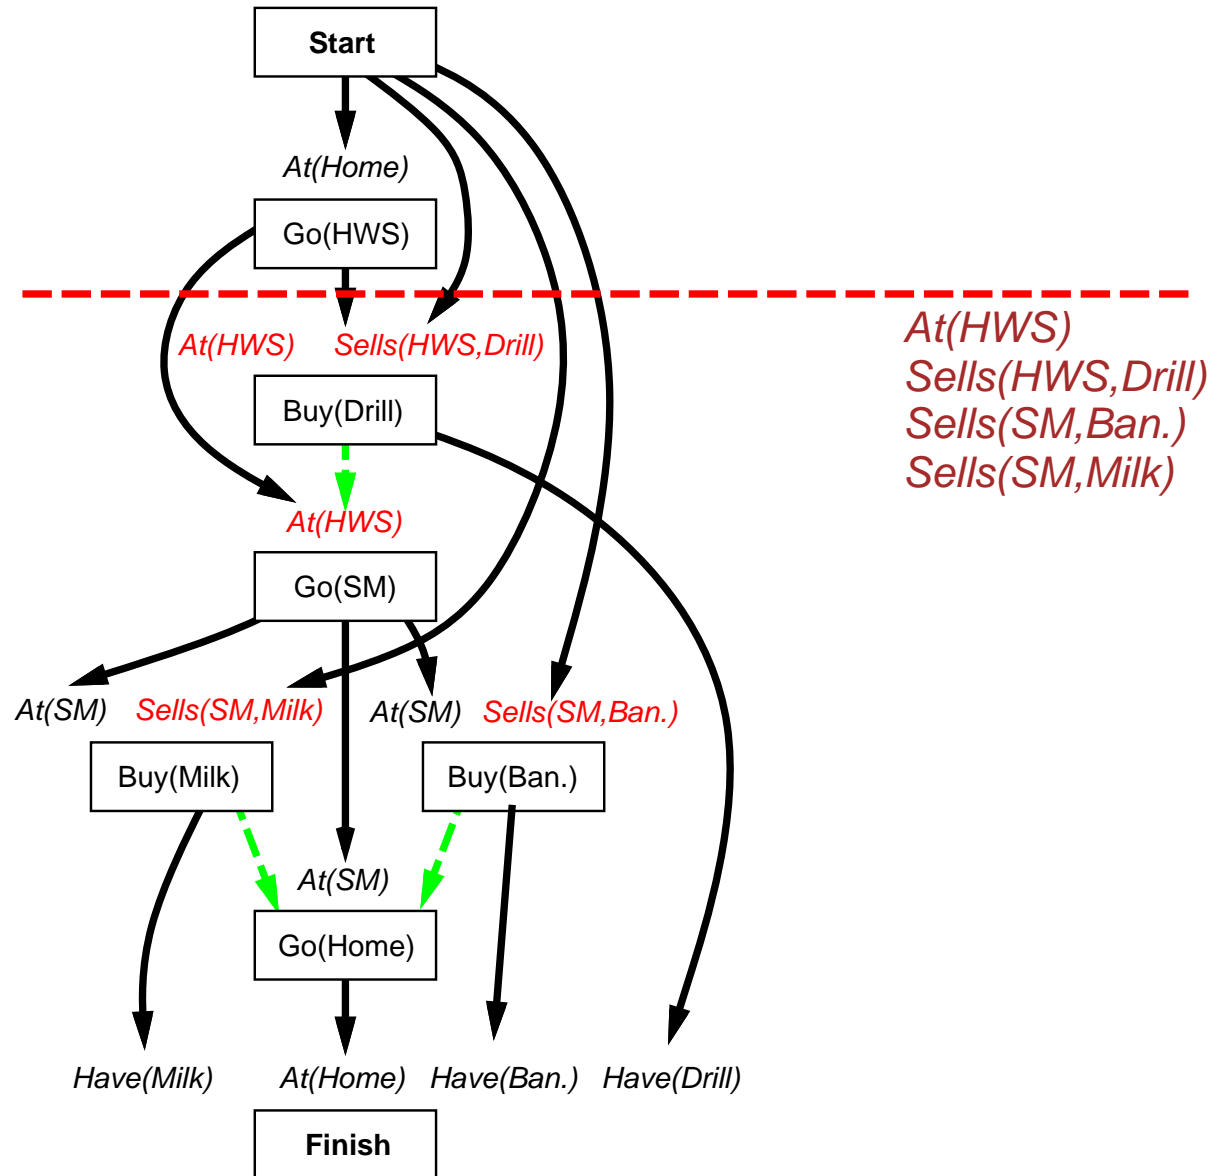 Start
At(Home)
Go(HWS)
At(HWS) Sells(HWS,Drill)
Buy(Drill)
At(HWS)
Go(SM)
At(SM) Sells(SM,Milk) At(SM) Sells(SM,Ban.)
Buy(Milk) Buy(Ban.)
At(SM)
Go(Home)
Have(Milk) At(Home) Have(Ban.) Have(Drill)
Finish
At(HWS)
Sells(HWS,Drill)
Sells(SM,Ban.)
Sells(SM,Milk)